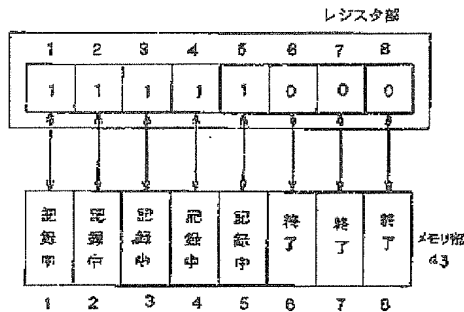 レジスタ部
1 2 3 4 5 6 7 8
1 1 1 1 1 0 0 0
記録中 記録中 記録中 記録中 記録中 終了 終了 終了
メモリ部
43
1 2 3 4 5 6 7 8